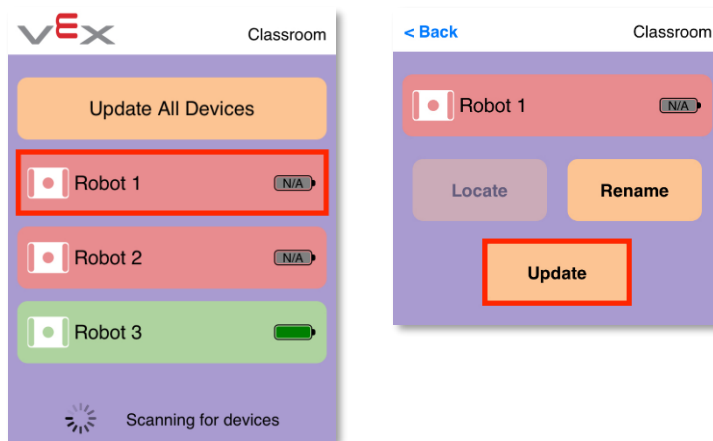 vex
Classroom
Update All Devices
Robot 1
N/A
Robot 2
N/A
Robot 3
Scanning for devices
< Back
Classroom
Robot 1
N/A
Locate
Rename
Update